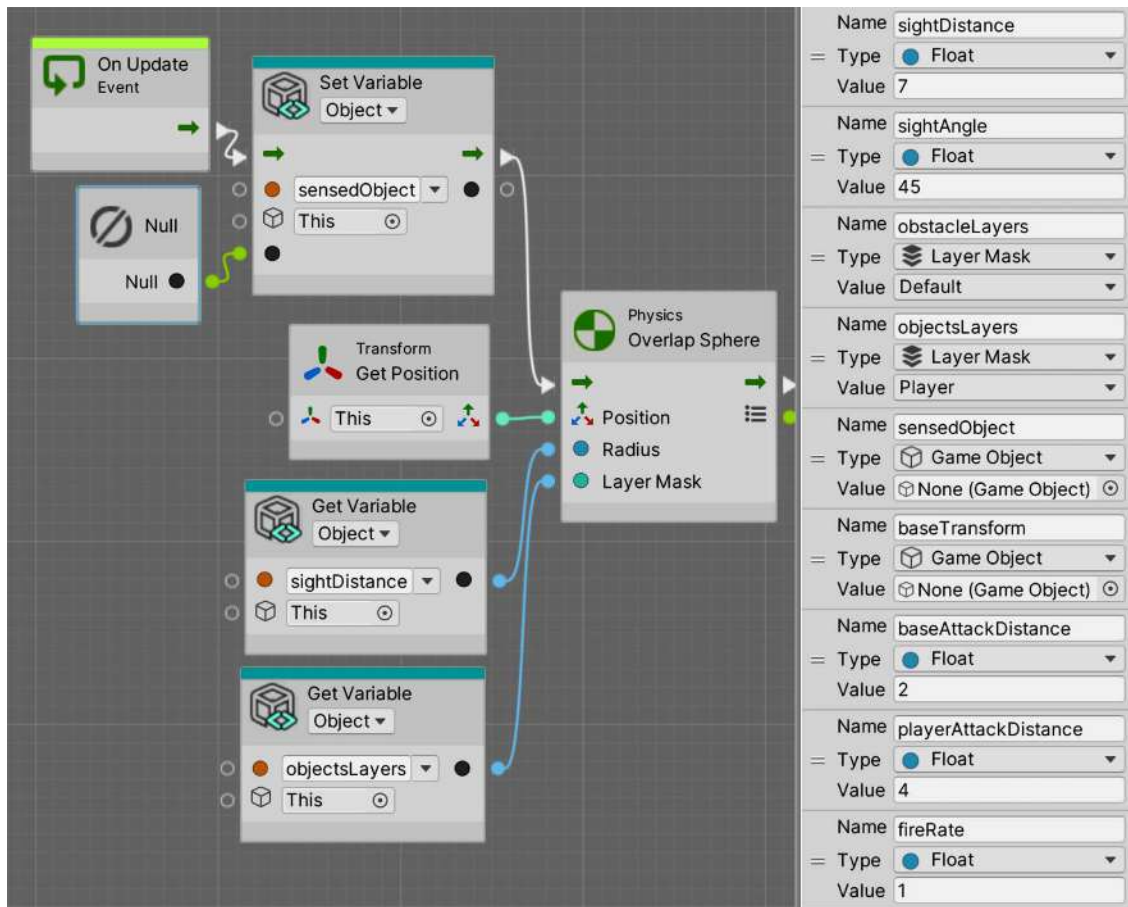 On Update
Event
Set Variable
Object
sensedObject
This
Null
Null
Transform
Get Position
This
Physics
Overlap Sphere
Position
Radius
Layer Mask
Get Variable
Object
sightDistance
This
Get Variable
Object
objectsLayers
This
Name sightDistance
= Type Float
Value 7
Name sightAngle
= Type Float
Value 45
Name obstacleLayers
= Type Layer Mask
Value Default
Name objectsLayers
= Type Layer Mask
Value Player
Name sensedObject
= Type Game Object
Value None (Game Object)
Name baseTransform
= Type Game Object
Value None (Game Object)
Name baseAttackDistance
= Type Float
Value 2
Name playerAttackDistance
= Type Float
Value 4
Name fireRate
= Type Float
Value 1